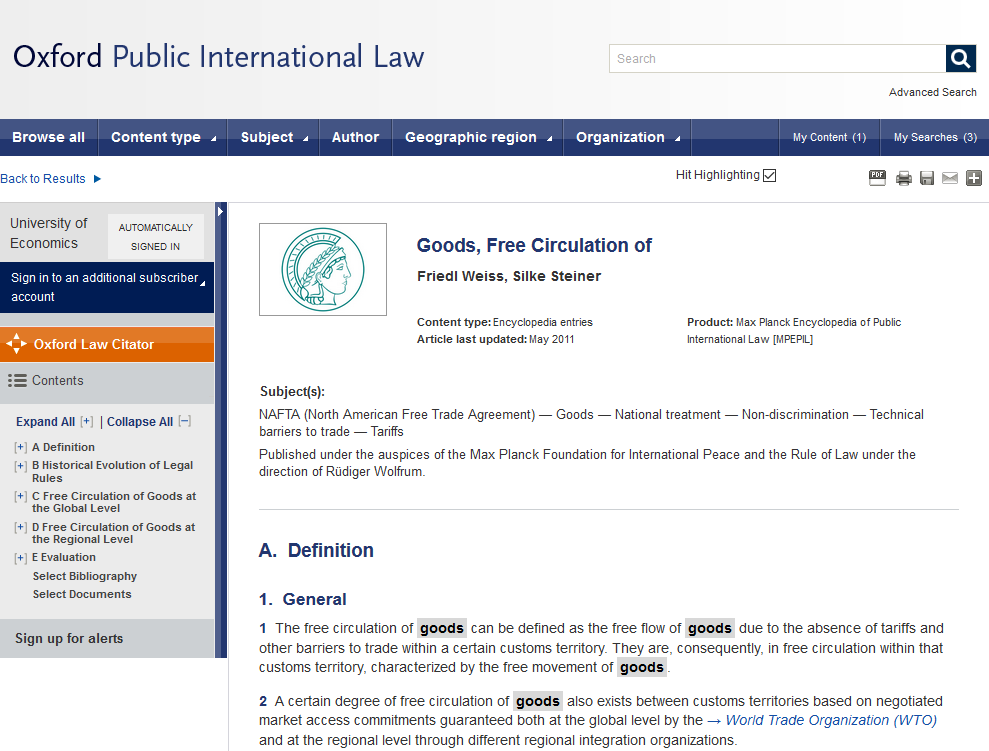 Oxford Public International Law
Search
Advanced Search
Browse all
Content type
Subject
Author
Geographic region
Organization
My Content (1)
My Searches (3)
Back to Results
Hit Highlighting
PDF
University of
Economics
AUTOMATICALLY
SIGNED IN
Sign in to an additional subscriber
account
Oxford Law Citator
Contents
Expand All [+] | Collapse All [−]
[+] A Definition
[+] B Historical Evolution of Legal
Rules
[+] C Free Circulation of Goods at
the Global Level
[+] D Free Circulation of Goods at
the Regional Level
[+] E Evaluation
Select Bibliography
Select Documents
Sign up for alerts
Goods, Free Circulation of
Friedl Weiss, Silke Steiner
Content type: Encyclopedia entries
Article last updated: May 2011
Product: Max Planck Encyclopedia of Public
International Law [MPEPIL]
Subject(s):
NAFTA (North American Free Trade Agreement) — Goods — National treatment — Non-discrimination — Technical
barriers to trade — Tariffs
Published under the auspices of the Max Planck Foundation for International Peace and the Rule of Law under the
direction of Rüdiger Wolfrum.
A. Definition
1. General
1 The free circulation of goods can be defined as the free flow of goods due to the absence of tariffs and
other barriers to trade within a certain customs territory. They are, consequently, in free circulation within that
customs territory, characterized by the free movement of goods.
2 A certain degree of free circulation of goods also exists between customs territories based on negotiated
market access commitments guaranteed both at the global level by the → World Trade Organization (WTO)
and at the regional level through different regional integration organizations.